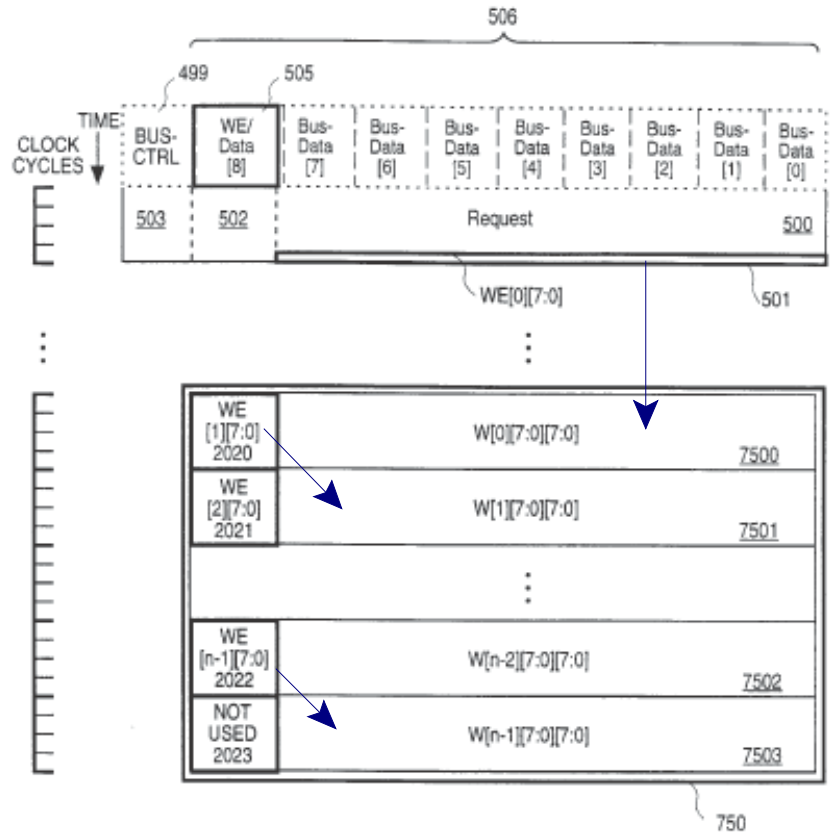 506
499
505
TIME
CLOCK
CYCLES
BUS-
CTRL
WE/
Data
[8]
Bus-
Data
[7]
Bus-
Data
[6]
Bus-
Data
[5]
Bus-
Data
[4]
Bus-
Data
[3]
Bus-
Data
[2]
Bus-
Data
[1]
Bus-
Data
[0]
503
502
Request
500
WE[0][7:0]
501
WE
[1][7:0]
2020
W[0][7:0][7:0]
7500
WE
[2][7:0]
2021
W[1][7:0][7:0]
7501
WE
[n-1][7:0]
2022
W[n-2][7:0][7:0]
7502
NOT
USED
2023
W[n-1][7:0][7:0]
7503
750